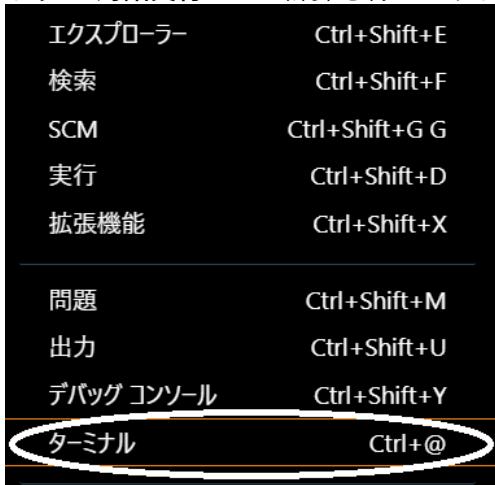 エクスプローラー Ctrl+Shift+E
検索 Ctrl+Shift+F
SCM Ctrl+Shift+G G
実行 Ctrl+Shift+D
拡張機能 Ctrl+Shift+X
問題 Ctrl+Shift+M
出力 Ctrl+Shift+U
デバッグ コンソール Ctrl+Shift+Y
ターミナル Ctrl+@